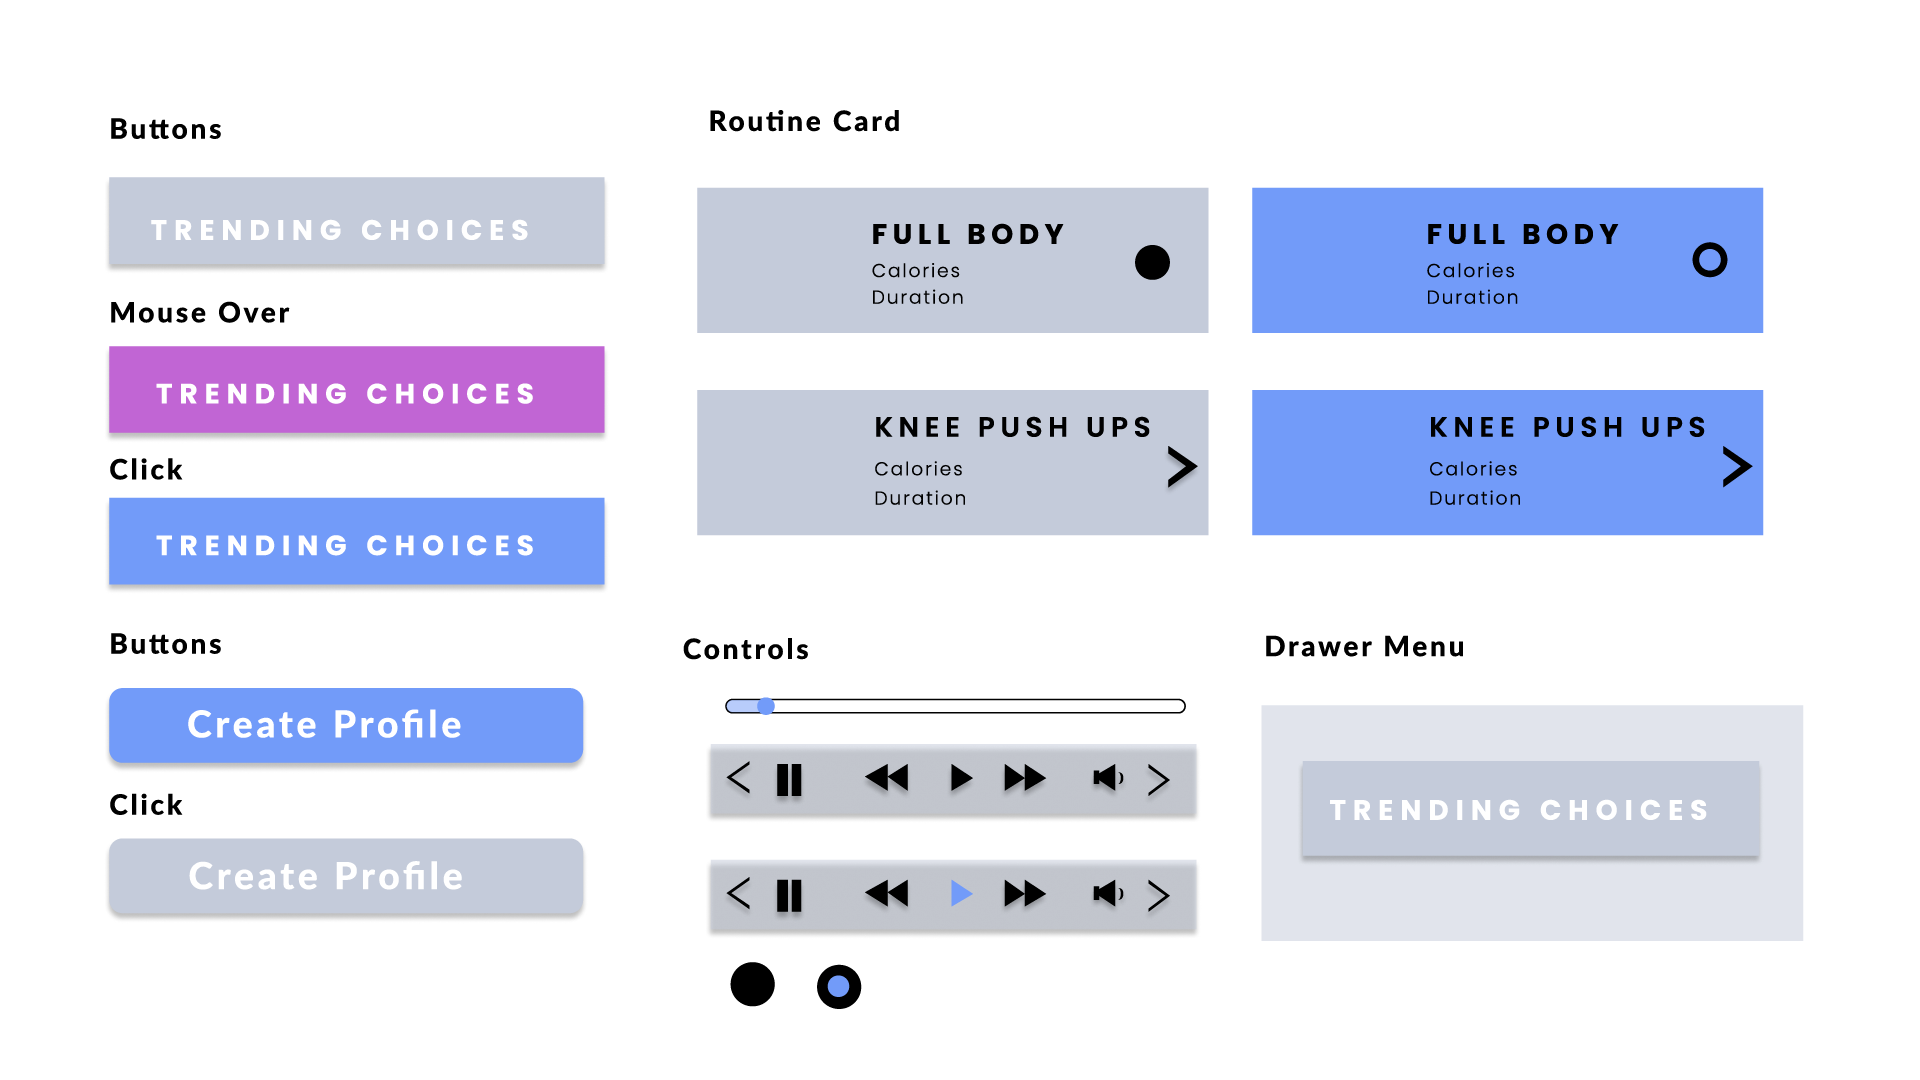 Buttons
TRENDING CHOICES
Mouse Over
TRENDING CHOICES
Click
TRENDING CHOICES
Buttons
Create Profile
Click
Create Profile
Routine Card
FULL BODY
Calories
Duration
FULL BODY
Calories
Duration
KNEE PUSH UPS
Calories
Duration
KNEE PUSH UPS
Calories
Duration
Controls
Drawer Menu
TRENDING CHOICES